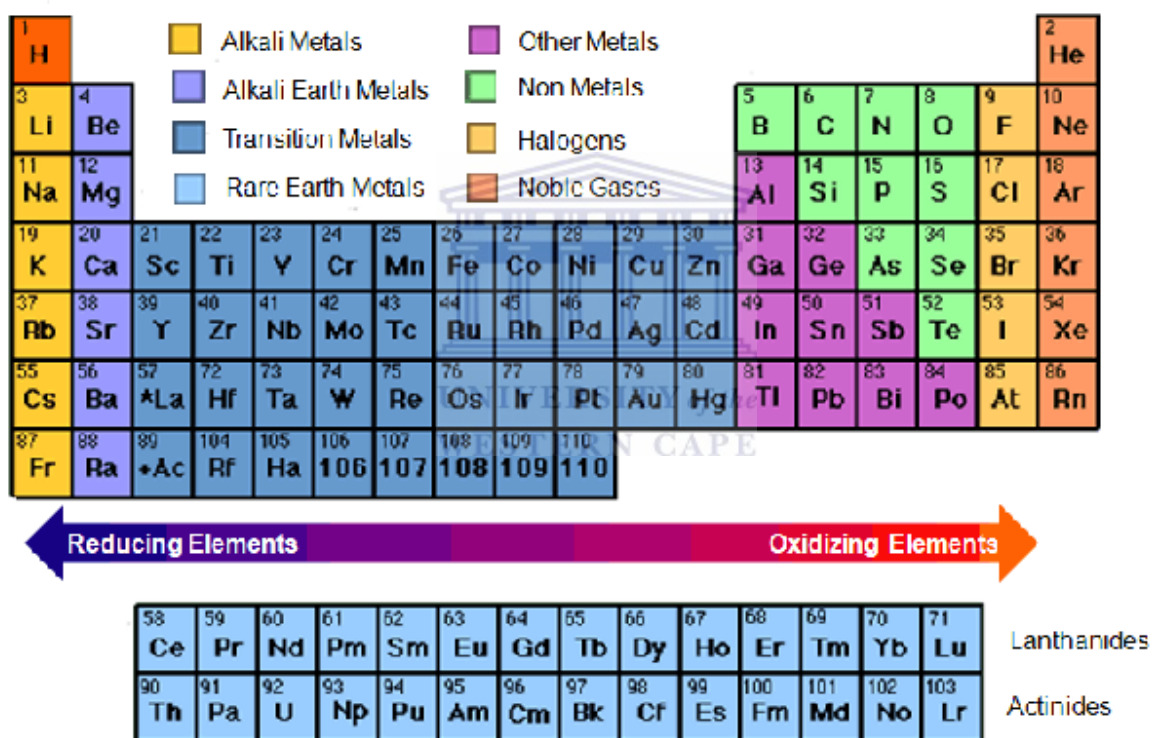 1 H
Alkali Metals
Other Metals
2 He
Alkali Earth Metals
Non Metals
3 Li 4 Be
5 B 6 C 7 N 8 O 9 F 10 Ne
Transition Metals
Halogens
Rare Earth Metals
Noble Gases
11 Na 12 Mg
13 Al 14 Si 15 P 16 S 17 Cl 18 Ar
19 K 20 Ca 21 Sc 22 Ti 23 V 24 Cr 25 Mn 26 Fe 27 Co 28 Ni 29 Cu 30 Zn 31 Ga 32 Ge 33 As 34 Se 35 Br 36 Kr
37 Rb 38 Sr 39 Y 40 Zr 41 Nb 42 Mo 43 Tc 44 Ru 45 Rh 46 Pd 47 Ag 48 Cd 49 In 50 Sn 51 Sb 52 Te 53 I 54 Xe
55 Cs 56 Ba 57 *La 72 Hf 73 Ta 74 W 75 Re 76 Os 77 Ir 78 Pt 79 Au 80 Hg 81 Tl 82 Pb 83 Bi 84 Po 85 At 86 Rn
UNIVERSITY of the
WESTERN CAPE
87 Fr 88 Ra 89 •Ac 104 Rf 105 Ha 106 106 107 107 108 108 109 109 110 110
Reducing Elements
Oxidizing Elements
58 Ce 59 Pr 60 Nd 61 Pm 62 Sm 63 Eu 64 Gd 65 Tb 66 Dy 67 Ho 68 Er 69 Tm 70 Yb 71 Lu
Lanthanides
90 Th 91 Pa 92 U 93 Np 94 Pu 95 Am 96 Cm 97 Bk 98 Cf 99 Es 100 Fm 101 Md 102 No 103 Lr
Actinides